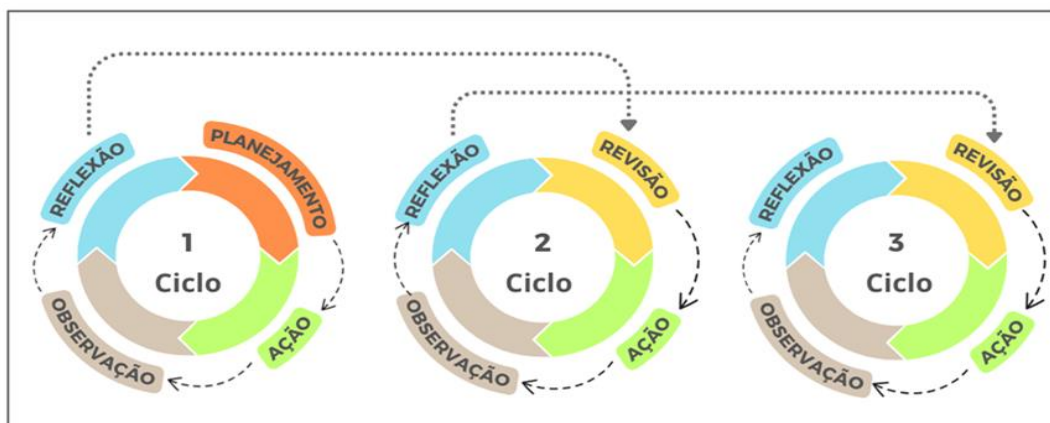 PLANEJAMENTO
REFLEXÃO
1
Ciclo
OBSERVAÇÃO
AÇÃO
REFLEXÃO
REVISÃO
2
Ciclo
OBSERVAÇÃO
AÇÃO
REFLEXÃO
REVISÃO
3
Ciclo
OBSERVAÇÃO
AÇÃO